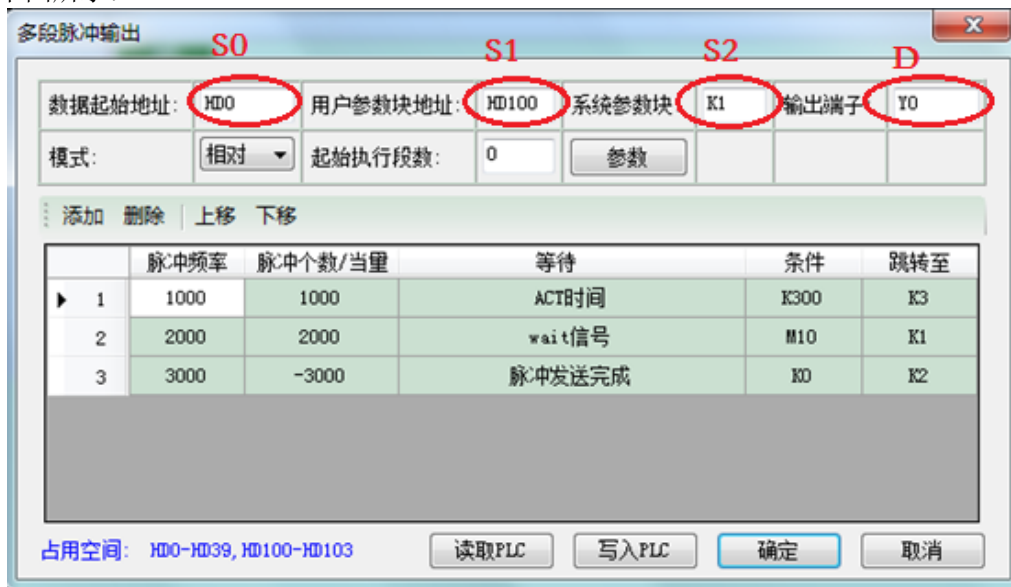 多段脉冲输出
S0 S1 S2 D
数据起始地址: HD0 用户参数块地址: HD100 系统参数块 K1 输出端子 Y0
模式: 相对 起始执行段数: 0 参数
添加 删除 上移 下移
脉冲频率 脉冲个数/当量 等待 条件 跳转至
1 1000 1000 ACT时间 K300 K3
2 2000 2000 wait信号 M10 K1
3 3000 -3000 脉冲发送完成 K0 K2
占用空间: HD0-HD39, HD100-HD103 读取PLC 写入PLC 确定 取消